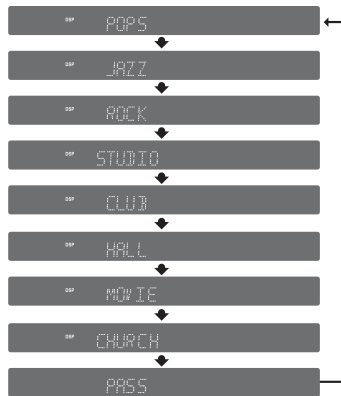 DSP POPS
DSP JAZZ
DSP ROCK
DSP STUDIO
DSP CLUB
DSP HALL
DSP MOVIE
DSP CHURCH
PASS